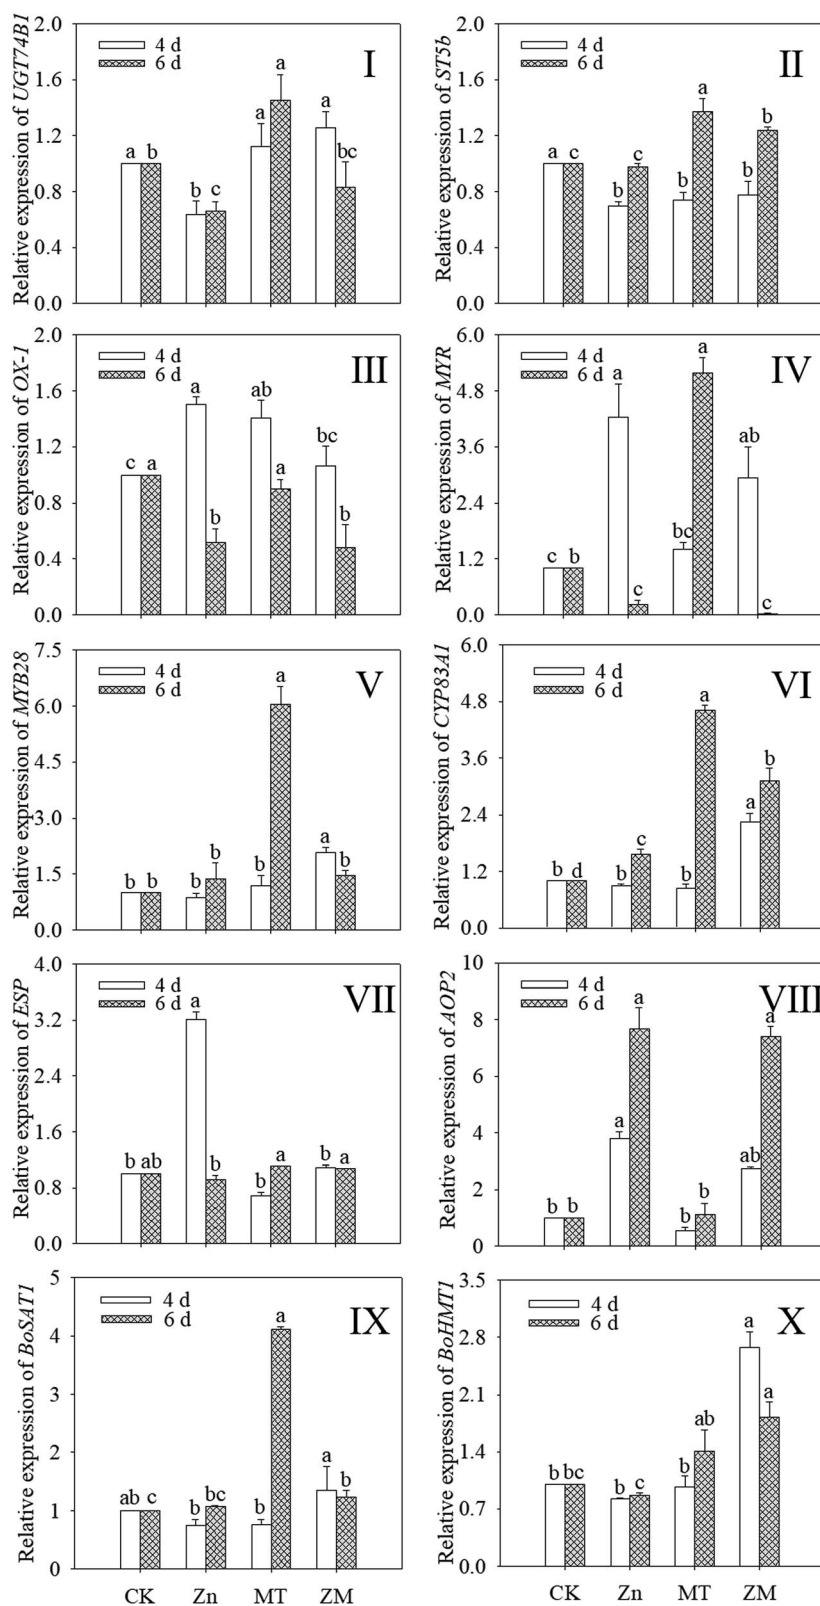 Relative expression of UGT74B1
2.0
1.6
1.2
0.8
0.4
0.0
4 d
6 d
I
a b
b c
a a
a bc
Relative expression of ST5b
2.0
1.6
1.2
0.8
0.4
0.0
4 d
6 d
II
a c
b c
b a
b b
Relative expression of OX-1
2.0
1.6
1.2
0.8
0.4
0.0
4 d
6 d
III
c a
a b
ab a
bc b
Relative expression of MYR
6.0
4.8
3.6
2.4
1.2
0.0
4 d
6 d
IV
c b
a c
bc a
ab c
Relative expression of MYB28
7.5
6.0
4.5
3.0
1.5
0.0
4 d
6 d
V
b b
b b
b a
a b
Relative expression of CYP83A1
6.0
4.8
3.6
2.4
1.2
0.0
4 d
6 d
VI
b d
b c
b a
a b
Relative expression of ESP
4.0
3.2
2.4
1.6
0.8
0.0
4 d
6 d
VII
b ab
a b
b a
b a
Relative expression of AOP2
10
8
6
4
2
0
4 d
6 d
VIII
b b
a a
b b
ab a
Relative expression of BoSAT1
5
4
3
2
1
0
4 d
6 d
IX
ab c
b bc
b a
a b
CK Zn MT ZM
Relative expression of BoHMT1
3.5
2.8
2.1
1.4
0.7
0.0
4 d
6 d
X
b bc
b c
b ab
a a
CK Zn MT ZM